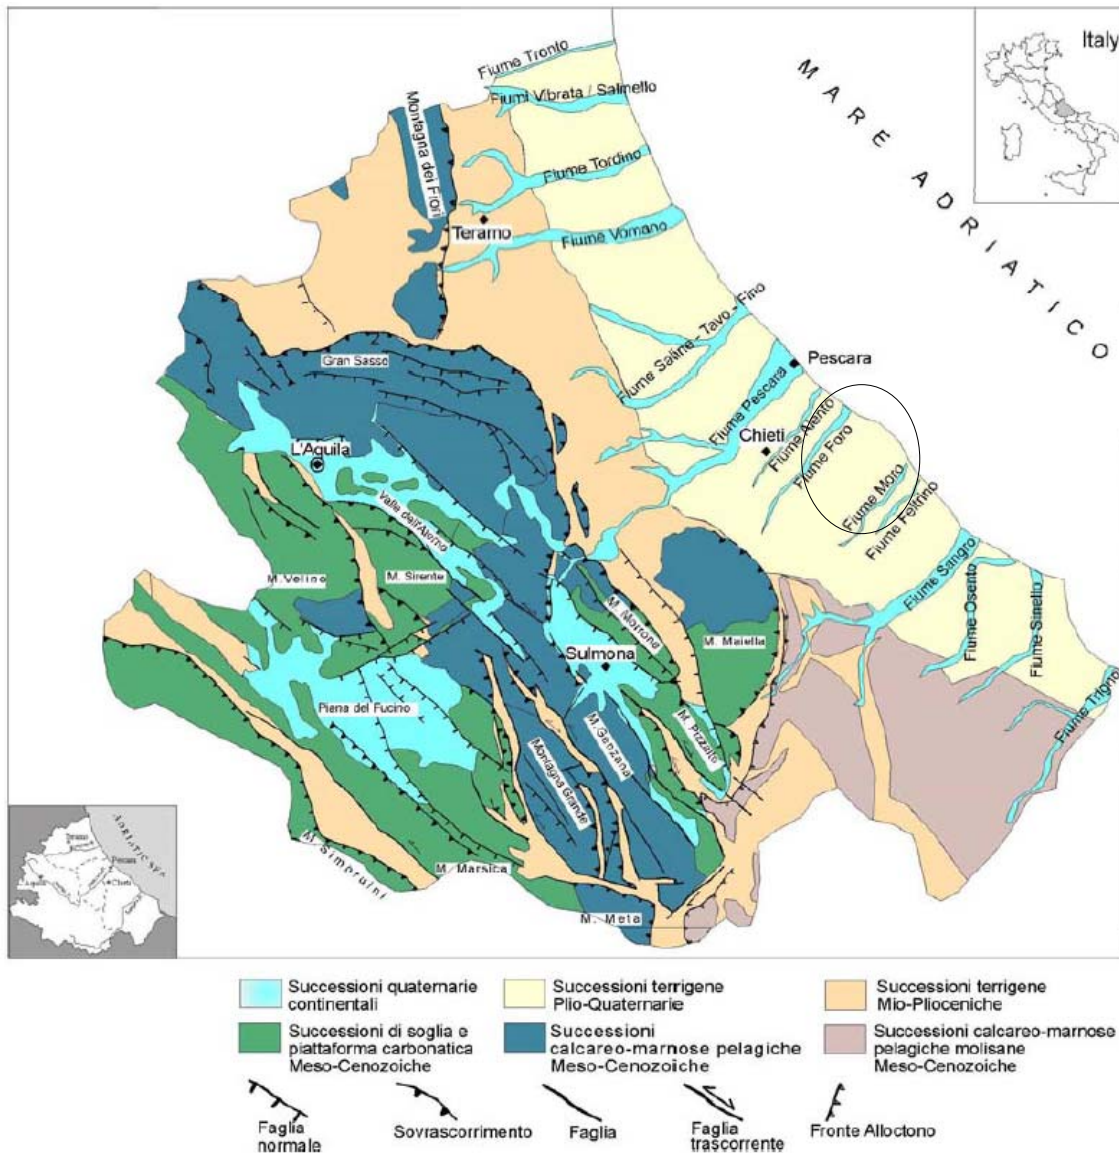 Italy
MARE ADRIATICO
Fiume Tronto
Fiumi Vibrata / Salinello
Montagna dei Fiori
Fiume Tordino
Teramo
Fiume Vomano
Fiume Saline - Tavo - Fino
Gran Sasso
Pescara
Fiume Pescara
Chieti
Fiume Alento
Fiume Foro
L'Aquila
Fiume Moro
Fiume Feltrino
Valle dell'Aterno
Fiume Sangro
M. Velino
M. Sirente
Fiume Osento
Fiume Sinello
M. Morrone
M. Maiella
Sulmona
Fiume Trigno
Piana del Fucino
M. Genzana
M. Pizzalto
Montagna Grande
M. Simbruini
M. Marsica
M. Meta
ADRIATIC SEA
Teramo
Pescara
Chieti
Successioni quaternarie
continentali
Successioni terrigene
Plio-Quaternarie
Successioni terrigene
Mio-Plioceniche
Successioni di soglia e
piattaforma carbonatica
Meso-Cenozoiche
Successioni
calcareo-marnose pelagiche
Meso-Cenozoiche
Successioni calcareo-marnose
pelagiche molisane
Meso-Cenozoiche
Faglia
normale
Sovrascorrimento
Faglia
Faglia
trascorrente
Fronte Alloctono